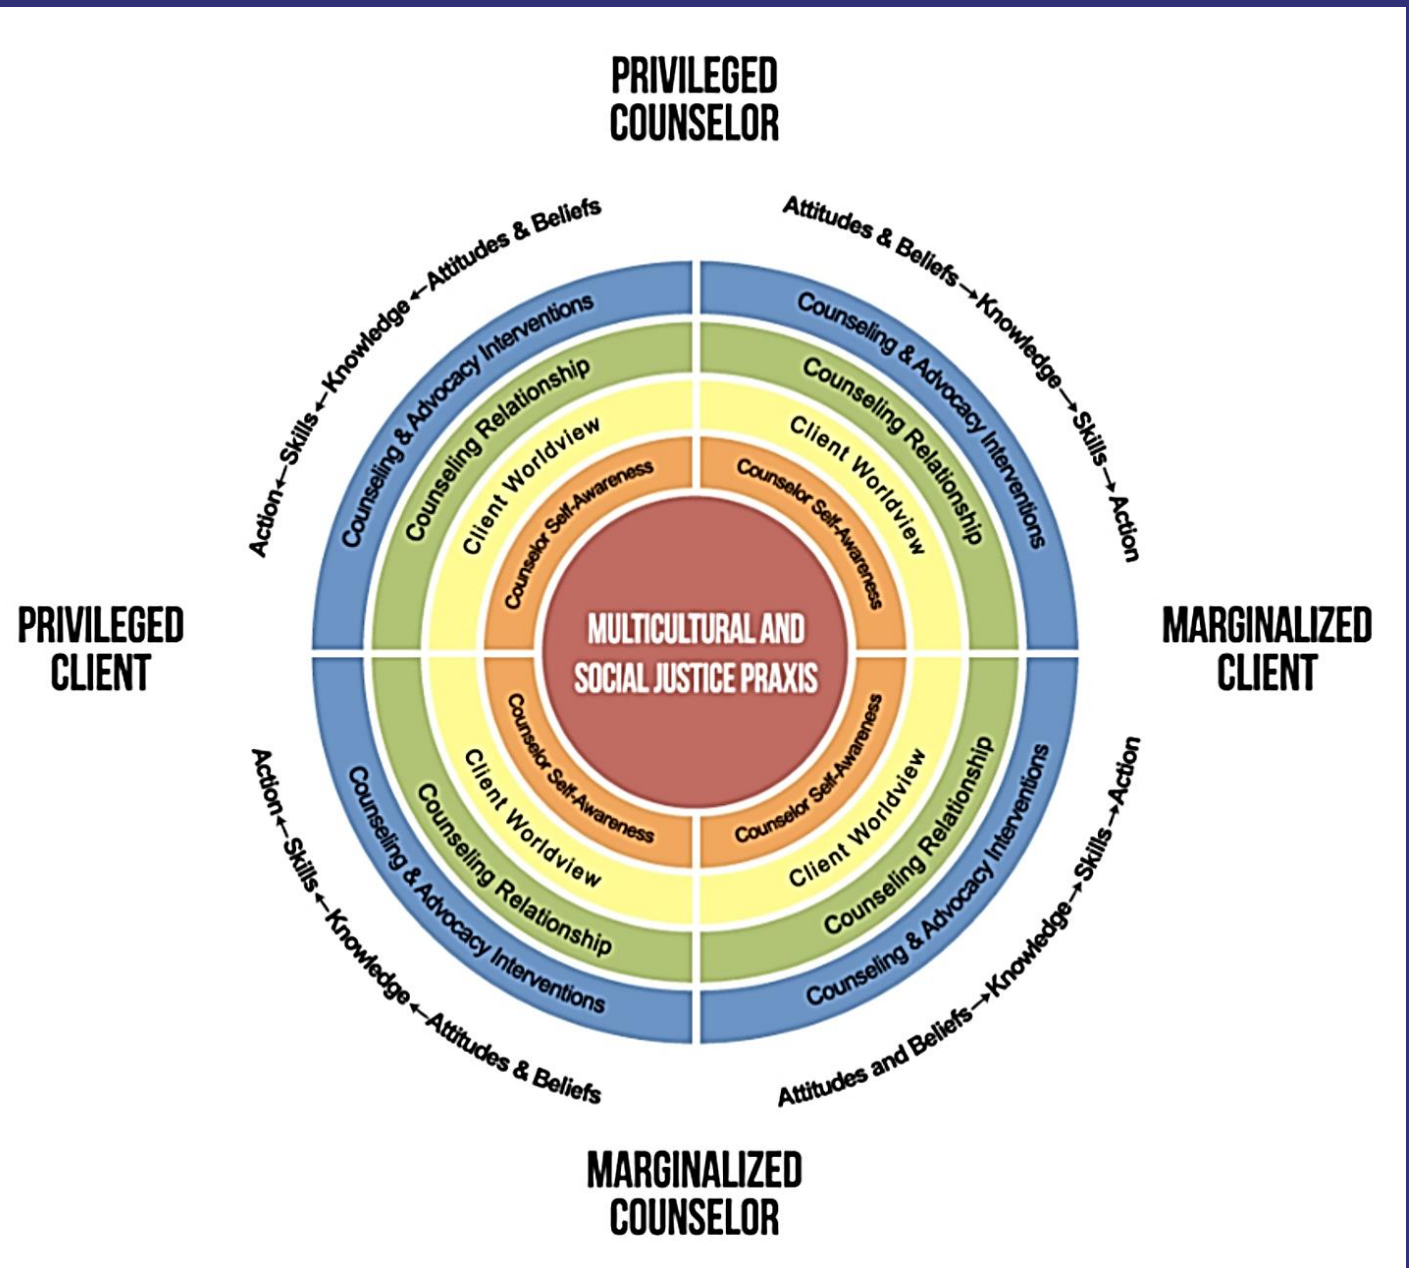 PRIVILEGED
COUNSELOR
Attitudes & Beliefs
Knowledge
Skills
Action
Attitudes & Beliefs
Knowledge
Skills
Action
Counseling & Advocacy Interventions
Counseling & Advocacy Interventions
Counseling Relationship
Counseling Relationship
Client Worldview
Client Worldview
Counselor Self-Awareness
Counselor Self-Awareness
PRIVILEGED
CLIENT
MULTICULTURAL AND
SOCIAL JUSTICE PRAXIS
MARGINALIZED
CLIENT
Counselor Self-Awareness
Counselor Self-Awareness
Client Worldview
Client Worldview
Counseling Relationship
Counseling Relationship
Counseling & Advocacy Interventions
Counseling & Advocacy Interventions
Action
Skills
Knowledge
Attitudes & Beliefs
Attitudes and Beliefs
Knowledge
Skills
Action
MARGINALIZED
COUNSELOR